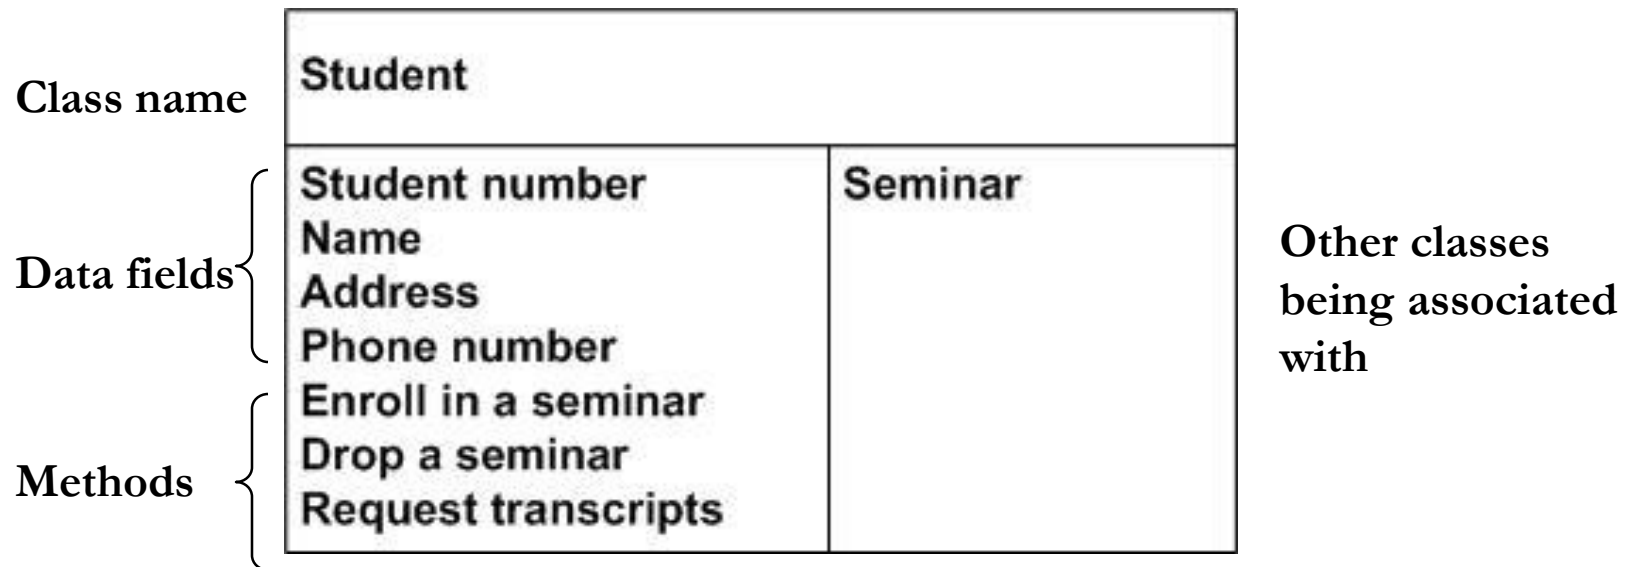 Class name
Student
Data fields
Student number
Name
Address
Phone number
Methods
Enroll in a seminar
Drop a seminar
Request transcripts
Seminar
Other classes
being associated
with